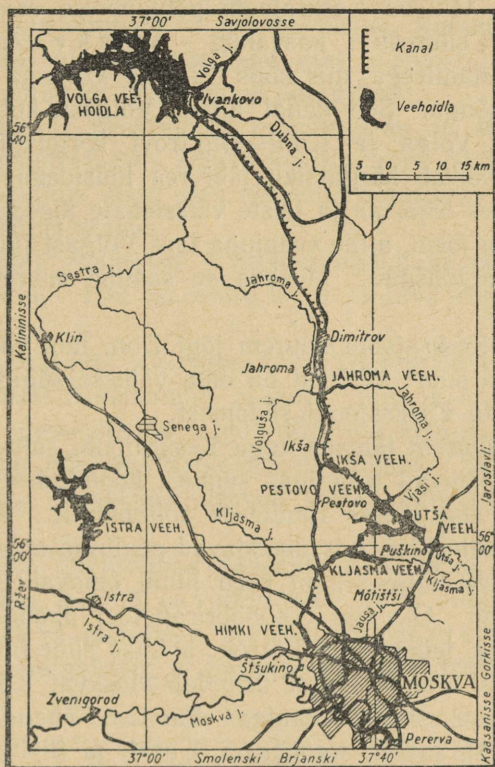 37°00'
Savjolovosse
Kanal
Veehoidla
5 0 5 10 15 km
Volga j.
VOLGA VEE-
HOIDLA
Ivankovo
56°
40
Dubna j.
Sestra j.
Jahroma j.
Kalininisse
Klin
Dimitrov
Jahroma
JAHROMA VEEH.
Jahroma j.
Senega j.
Volguša j.
Ikša
IKŠA VEEH.
Vjasi j.
Jaroslavli
PESTOVO VEEH.
Pestovo
UTŠA
VEEH.
ISTRA VEEH.
Kljasma j.
Puškino
Utša j.
56°
00'
KLJASMA VEEH.
Kljasma j.
Ržev
Istra
Istra j.
Mõtištši
Jausa j.
HIMKI VEEH.
Štšukino
MOSKVA
Zvenigorod
Moskva j.
Pererva
Kaasanisse Gorkisse
37°00'
Smolenski
Brjanski
37°40'